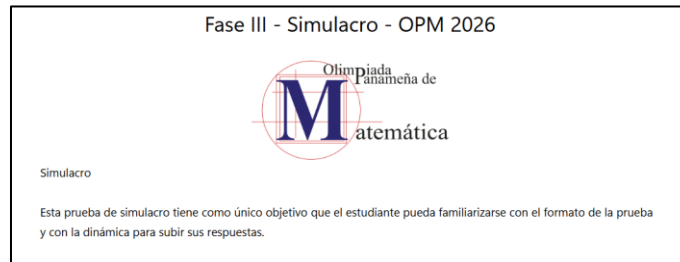 Fase III - Simulacro - OPM 2026
Olimpiada
Panameña de
Matemática
Simulacro
Esta prueba de simulacro tiene como único objetivo que el estudiante pueda familiarizarse con el formato de la prueba
y con la dinámica para subir sus respuestas.